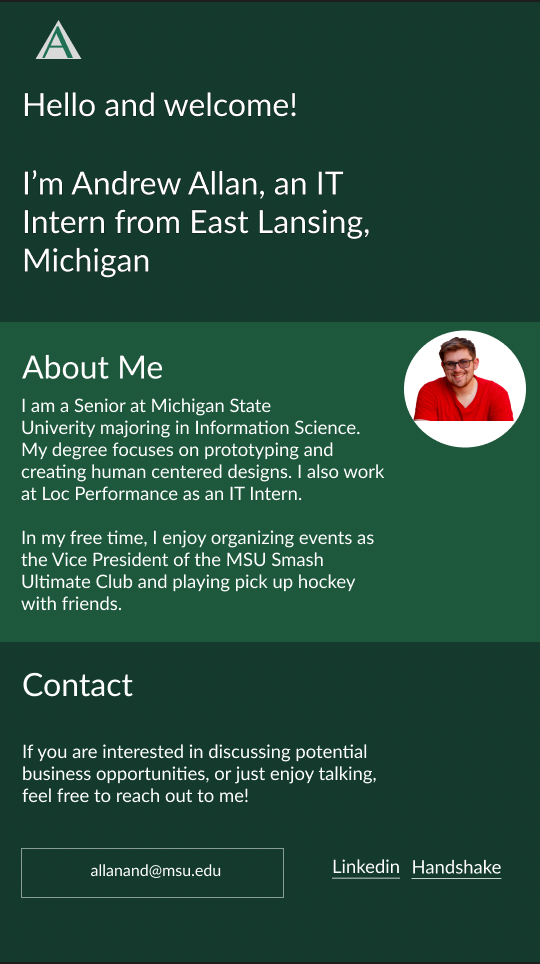 A
Hello and welcome!
I’m Andrew Allan, an IT
Intern from East Lansing,
Michigan
About Me
I am a Senior at Michigan State
Univerity majoring in Information Science.
My degree focuses on prototyping and
creating human centered designs. I also work
at Loc Performance as an IT Intern.
In my free time, I enjoy organizing events as
the Vice President of the MSU Smash
Ultimate Club and playing pick up hockey
with friends.
Contact
If you are interested in discussing potential
business opportunities, or just enjoy talking,
feel free to reach out to me!
allanand@msu.edu
Linkedin Handshake